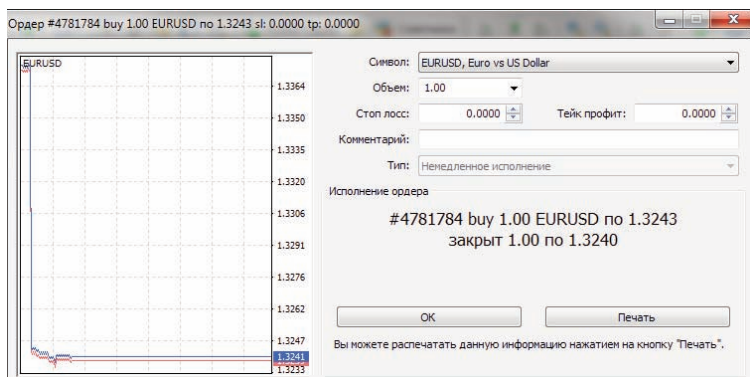 Ордер #4781784 buy 1.00 EURUSD по 1.3243 sl: 0.0000 tp: 0.0000
EURUSD
1.3364
1.3350
1.3335
1.3320
1.3306
1.3291
1.3276
1.3262
1.3247
1.3241
1.3233
Символ: EURUSD, Euro vs US Dollar
Объем: 1.00
Стоп лосс: 0.0000 Тейк профит: 0.0000
Комментарий:
Тип: Немедленное исполнение
Исполнение ордера
#4781784 buy 1.00 EURUSD по 1.3243
закрыт 1.00 по 1.3240
OK Печать
Вы можете распечатать данную информацию нажатием на кнопку "Печать".